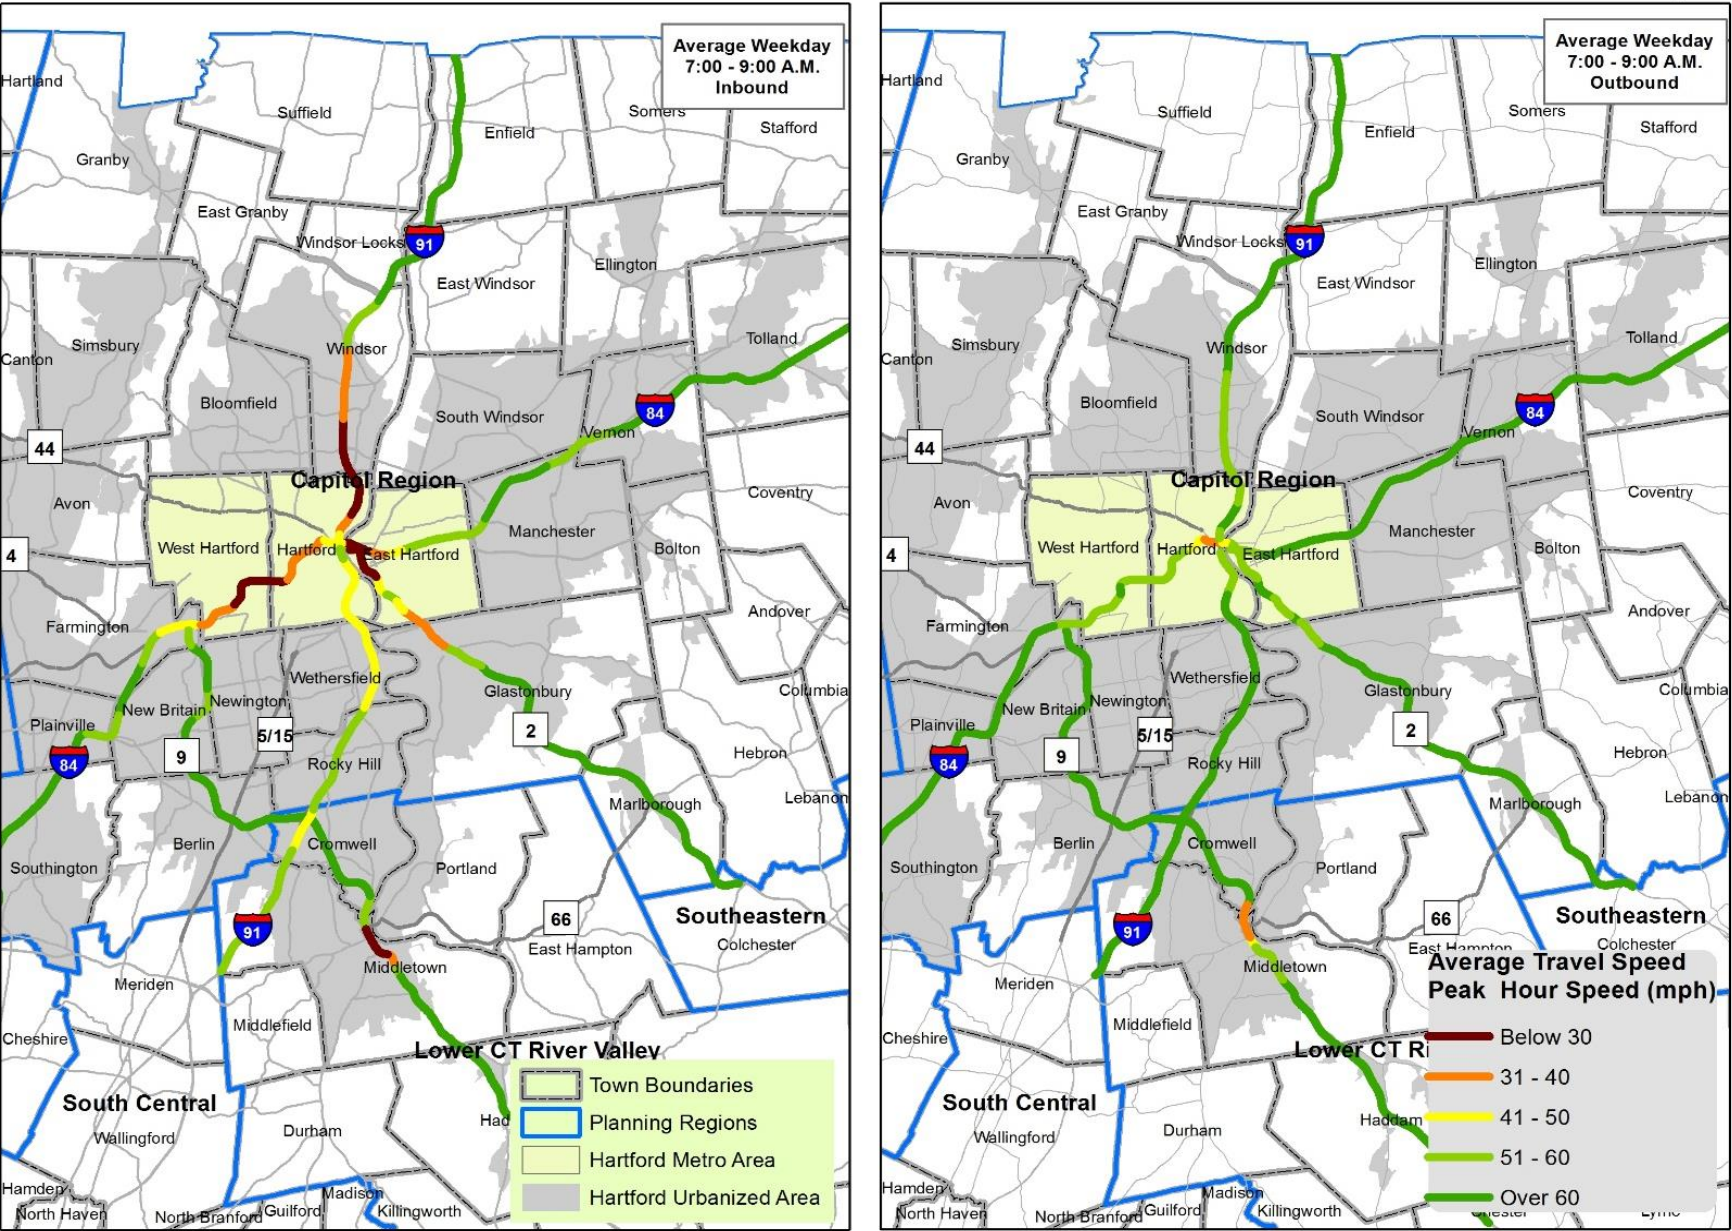 Average Weekday
7:00 - 9:00 A.M.
Inbound
Hartland
Suffield
Enfield
Somers
Stafford
Granby
East Granby
Windsor Locks
91
East Windsor
Ellington
Tolland
Canton
Simsbury
Windsor
Bloomfield
South Windsor
84
Vernon
44
Capitol Region
Avon
Coventry
Manchester
4
West Hartford
Hartford
East Hartford
Bolton
Andover
Farmington
Wethersfield
Glastonbury
Columbia
Newington
New Britain
Plainville
5/15
2
9
84
Rocky Hill
Hebron
Marlborough
Lebanon
Berlin
Cromwell
Southington
Portland
66
Southeastern
91
East Hampton
Colchester
Middletown
Meriden
Middlefield
Cheshire
Lower CT River Valley
South Central
Had
Durham
Wallingford
Hamden
Madison
North Haven
North Branford
Guilford
Killingworth
Town Boundaries
Planning Regions
Hartford Metro Area
Hartford Urbanized Area
Average Weekday
7:00 - 9:00 A.M.
Outbound
Hartland
Suffield
Enfield
Somers
Stafford
Granby
East Granby
Windsor Locks
91
East Windsor
Ellington
Tolland
Canton
Simsbury
Windsor
Bloomfield
South Windsor
84
Vernon
44
Capitol Region
Avon
Coventry
Manchester
4
West Hartford
Hartford
East Hartford
Bolton
Andover
Farmington
Wethersfield
Glastonbury
Columbia
Newington
New Britain
Plainville
5/15
2
9
84
Rocky Hill
Hebron
Marlborough
Lebanon
Berlin
Cromwell
Southington
Portland
66
Southeastern
91
East Hampton
Colchester
Middletown
Meriden
Middlefield
Cheshire
Lower CT Ri
South Central
Haddam
Durham
Wallingford
Hamden
Madison
North Haven
North Branford
Guilford
Killingworth
Average Travel Speed
Peak Hour Speed (mph)
Below 30
31 - 40
41 - 50
51 - 60
Over 60